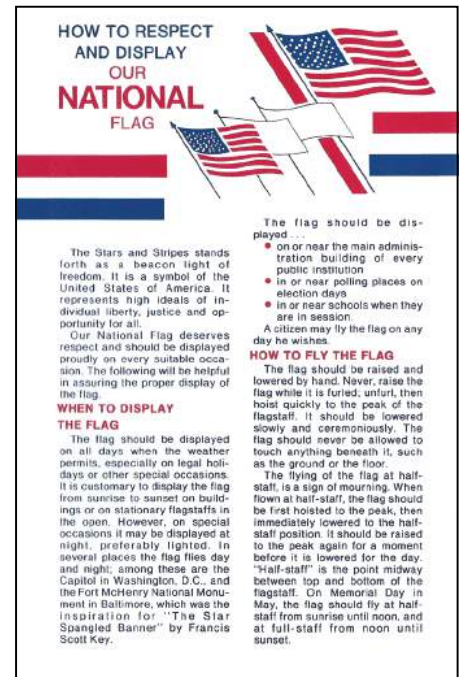 HOW TO RESPECT
AND DISPLAY
OUR
NATIONAL
FLAG
The Stars and Stripes stands
forth as a beacon light of
freedom. It is a symbol of the
United States of America. It
represents high ideals of in-
dividual liberty, justice and op-
portunity for all.
Our National Flag deserves
respect and should be displayed
proudly on every suitable occa-
sion. The following will be helpful
in assuring the proper display of
the flag.
WHEN TO DISPLAY
THE FLAG
The flag should be displayed
on all days when the weather
permits, especially on legal holi-
days or other special occasions.
It is customary to display the flag
from sunrise to sunset on build-
ings or on stationary flagstaffs in
the open. However, on special
occasions it may be displayed at
night, preferably lighted. In
several places the flag flies day
and night; among these are the
Capitol in Washington, D.C., and
the Fort McHenry National Monu-
ment in Baltimore, which was the
inspiration for "The Star
Spangled Banner" by Francis
Scott Key.
The flag should be dis-
played . . .
• on or near the main adminis-
tration building of every
public institution
• in or near polling places on
election days
• in or near schools when they
are in session.
A citizen may fly the flag on any
day he wishes.
HOW TO FLY THE FLAG
The flag should be raised and
lowered by hand. Never, raise the
flag while it is furled; unfurl, then
hoist quickly to the peak of the
flagstaff. It should be lowered
slowly and ceremoniously. The
flag should never be allowed to
touch anything beneath it, such
as the ground or the floor.
The flying of the flag at half-
staff, is a sign of mourning. When
flown at half-staff, the flag should
be first hoisted to the peak, then
immediately lowered to the half-
staff position. It should be raised
to the peak again for a moment
before it is lowered for the day.
"Half-staff" is the point midway
between top and bottom of the
flagstaff. On Memorial Day in
May, the flag should fly at half-
staff from sunrise until noon, and
at full-staff from noon until
sunset.